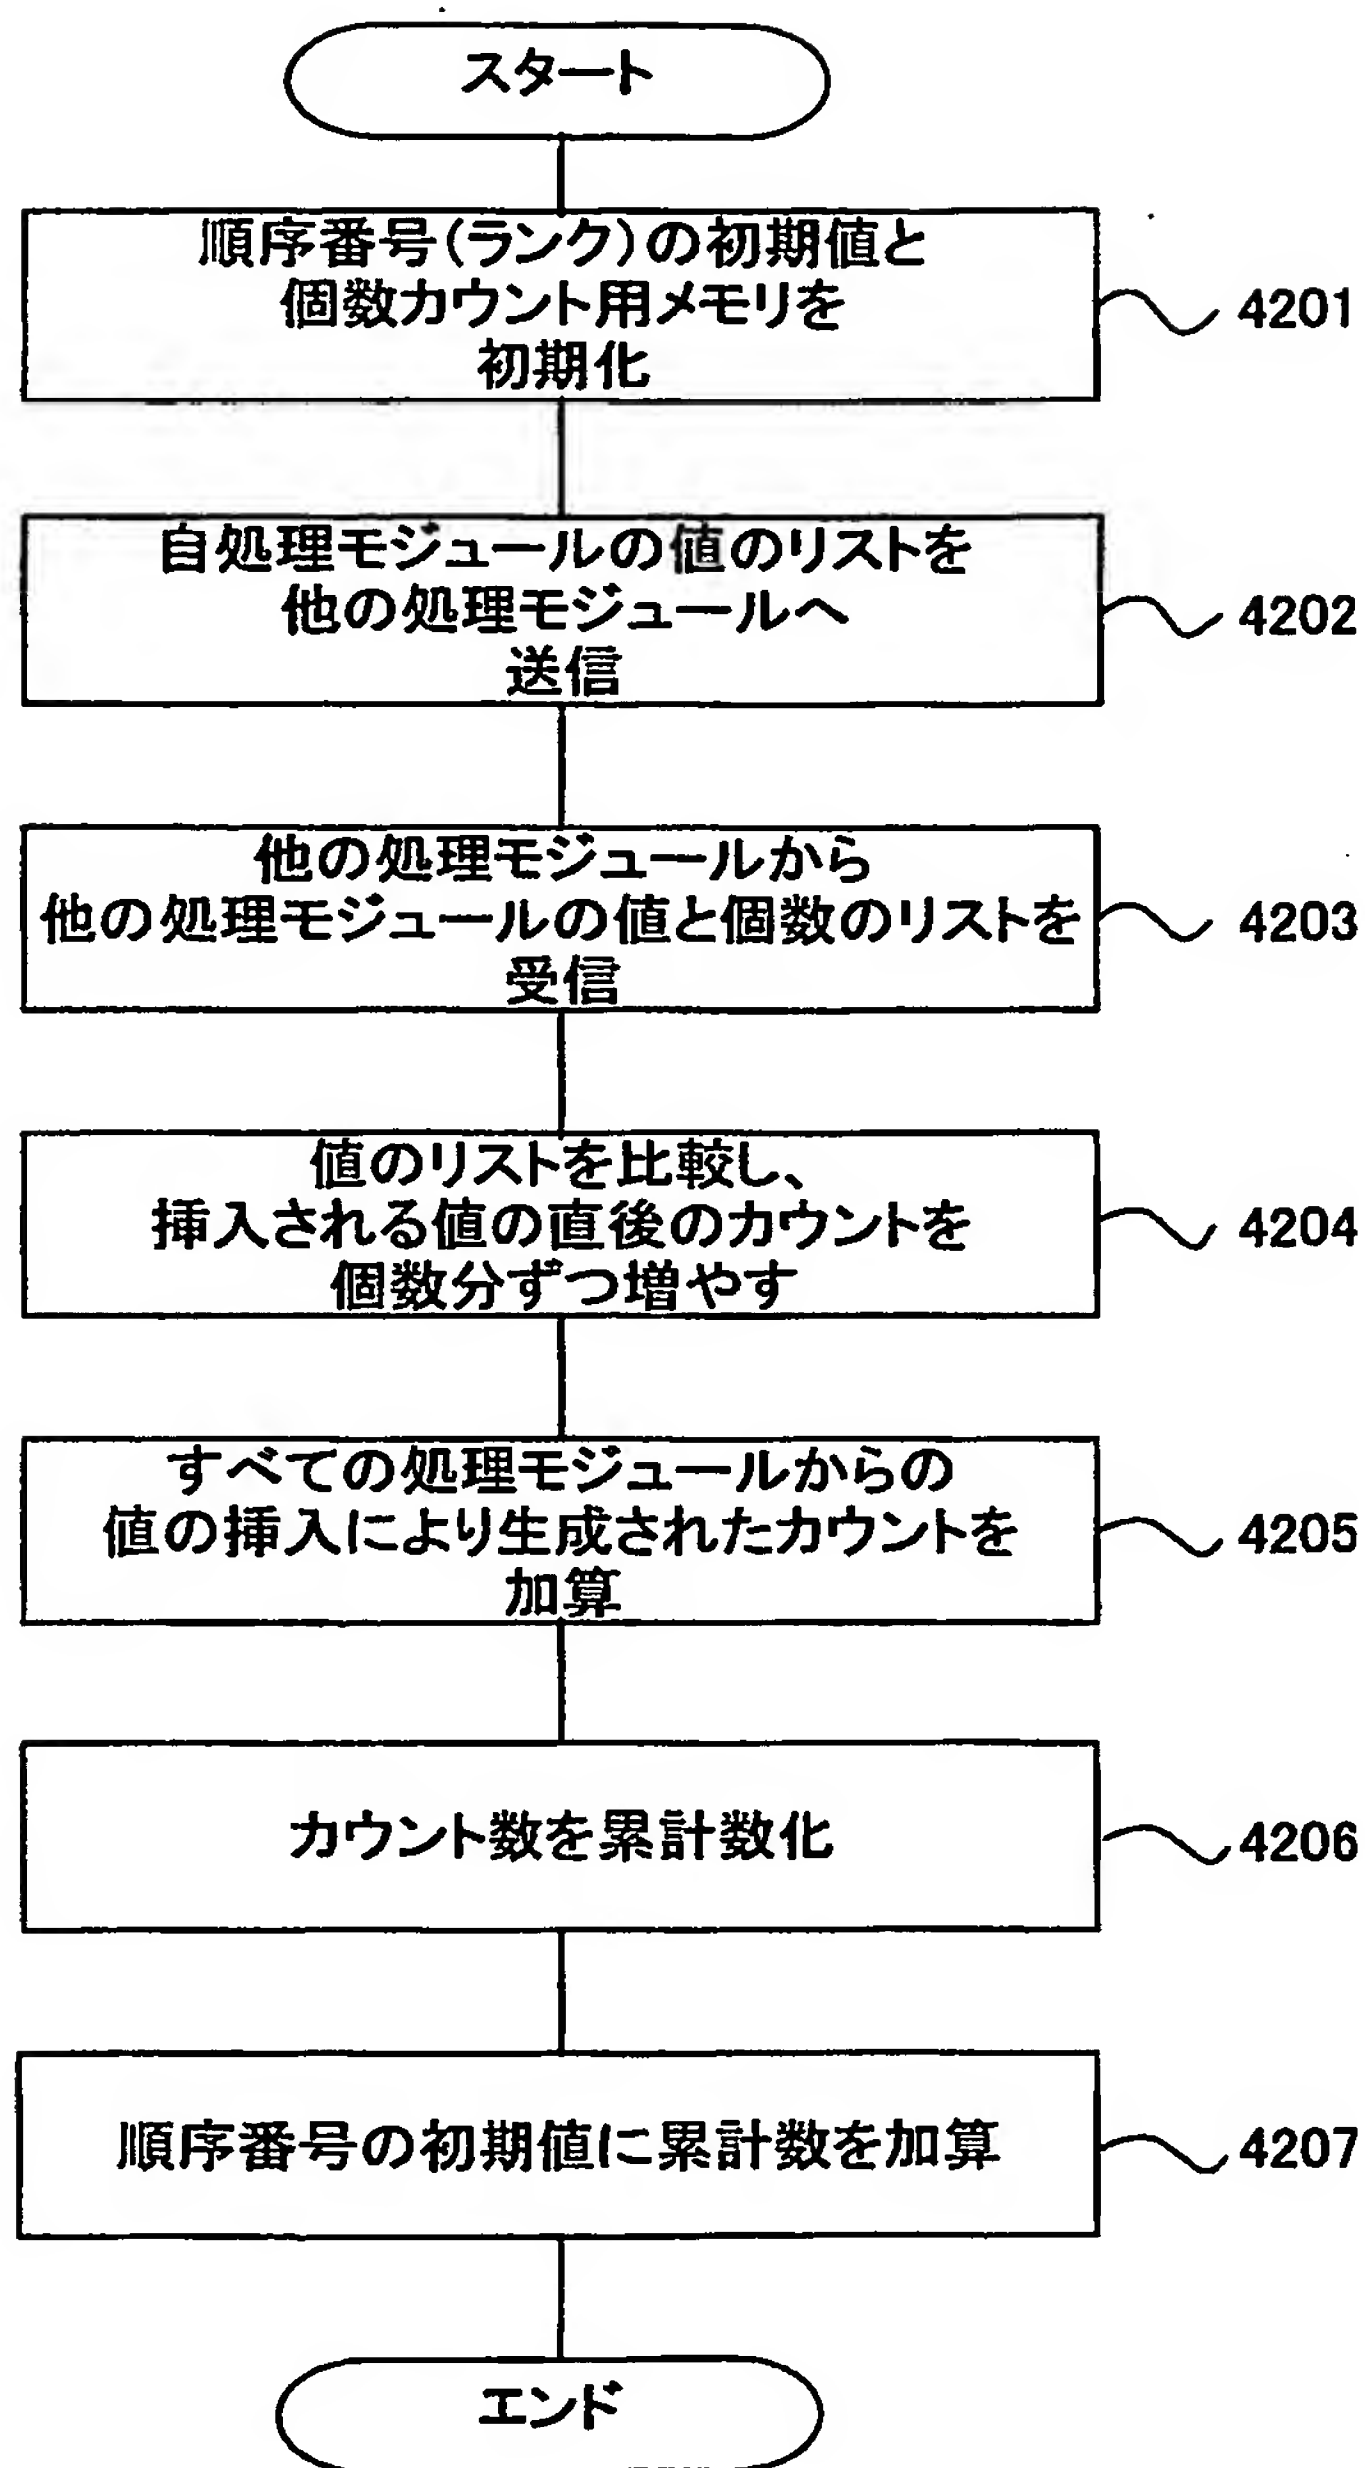 スタート
順序番号(ランク)の初期値と
個数カウント用メモリを
初期化
4201
自処理モジュールの値のリストを
他の処理モジュールへ
送信
4202
他の処理モジュールから
他の処理モジュールの値と個数のリストを
受信
4203
値のリストを比較し、
挿入される値の直後のカウントを
個数分ずつ増やす
4204
すべての処理モジュールからの
値の挿入により生成されたカウントを
加算
4205
カウント数を累計数化
4206
順序番号の初期値に累計数を加算
4207
エンド